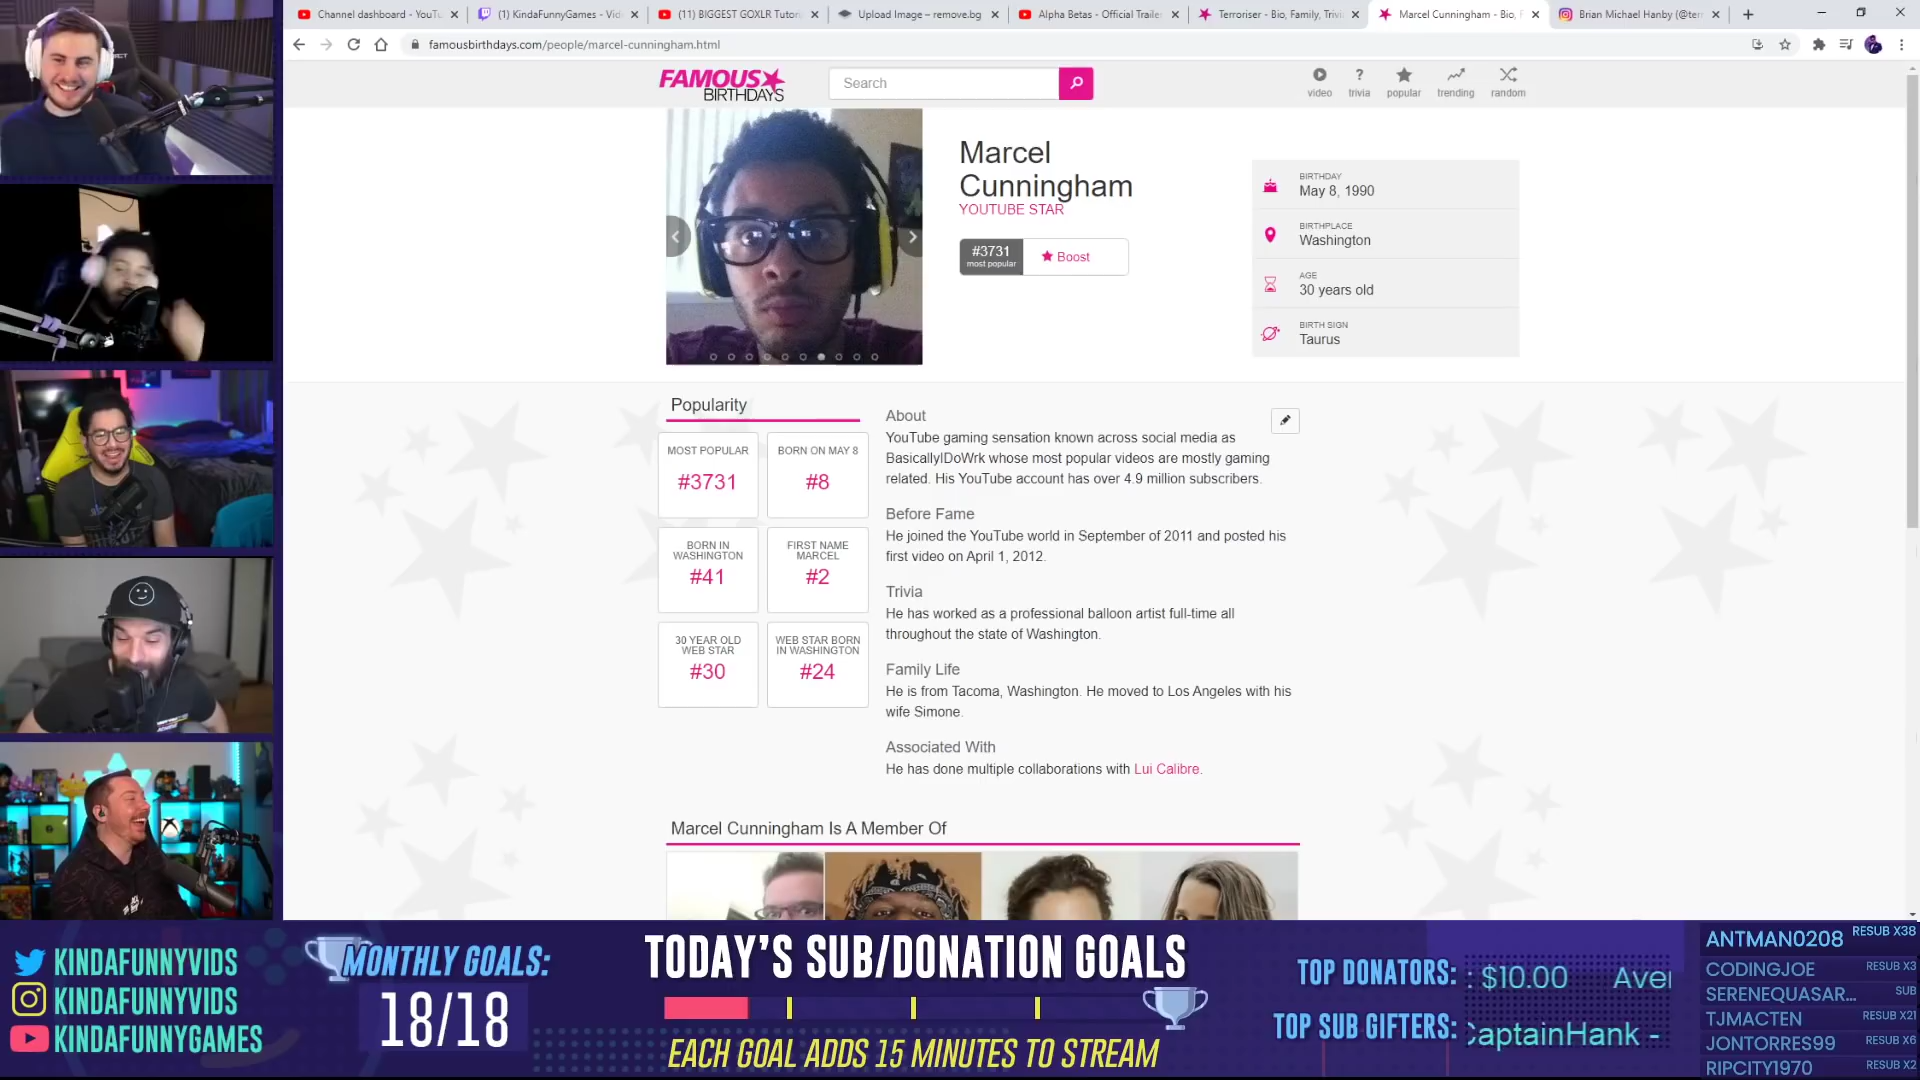 Channel dashboard - YouTu
(1) KindaFunnyGames - Vid
(11) BIGGEST GOXLR Tutori
Upload Image – remove.bg
Alpha Betas - Official Trailer
Terroriser - Bio, Family, Trivi
Marcel Cunningham - Bio, F
Brian Michael Hanby (@terr
famousbirthdays.com/people/marcel-cunningham.html
FAMOUS
BIRTHDAYS
Search
video
trivia
popular
trending
random
Marcel
Cunningham
YOUTUBE STAR
#3731
most popular
Boost
BIRTHDAY
May 8, 1990
BIRTHPLACE
Washington
AGE
30 years old
BIRTH SIGN
Taurus
Popularity
MOST POPULAR
#3731
BORN ON MAY 8
#8
BORN IN
WASHINGTON
#41
FIRST NAME
MARCEL
#2
30 YEAR OLD
WEB STAR
#30
WEB STAR BORN
IN WASHINGTON
#24
About
YouTube gaming sensation known across social media as
BasicallyIDoWrk whose most popular videos are mostly gaming
related. His YouTube account has over 4.9 million subscribers.
Before Fame
He joined the YouTube world in September of 2011 and posted his
first video on April 1, 2012.
Trivia
He has worked as a professional balloon artist full-time all
throughout the state of Washington.
Family Life
He is from Tacoma, Washington. He moved to Los Angeles with his
wife Simone.
Associated With
He has done multiple collaborations with Lui Calibre.
Marcel Cunningham Is A Member Of
KINDAFUNNYVIDS
KINDAFUNNYVIDS
KINDAFUNNYGAMES
MONTHLY GOALS:
18/18
TODAY'S SUB/DONATION GOALS
EACH GOAL ADDS 15 MINUTES TO STREAM
TOP DONATORS: : $10.00 Aver
TOP SUB GIFTERS: CaptainHank -
ANTMAN0208 RESUB X38
CODINGJOE RESUB X3
SERENEQUASAR... SUB
TJMACTEN RESUB X21
JONTORRES99 RESUB X6
RIPCITY1970 RESUB X2